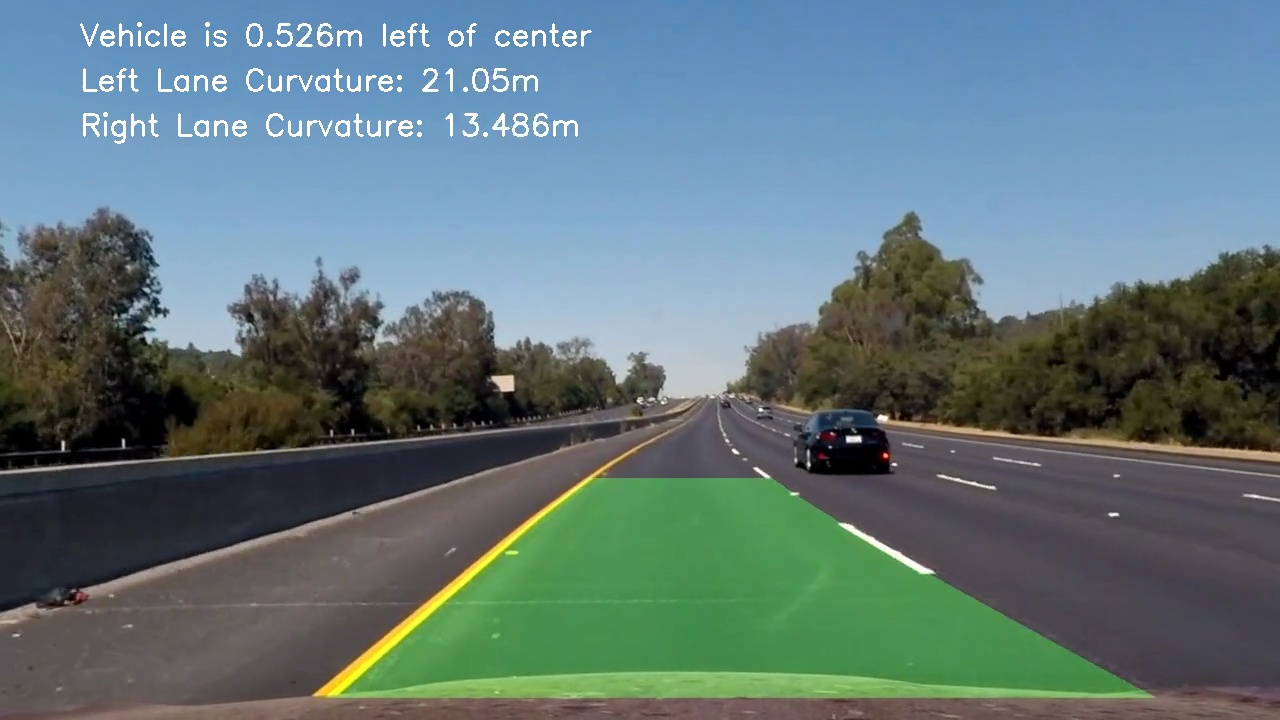 Vehicle is 0.526m left of center
Left Lane Curvature: 21.05m
Right Lane Curvature: 13.486m